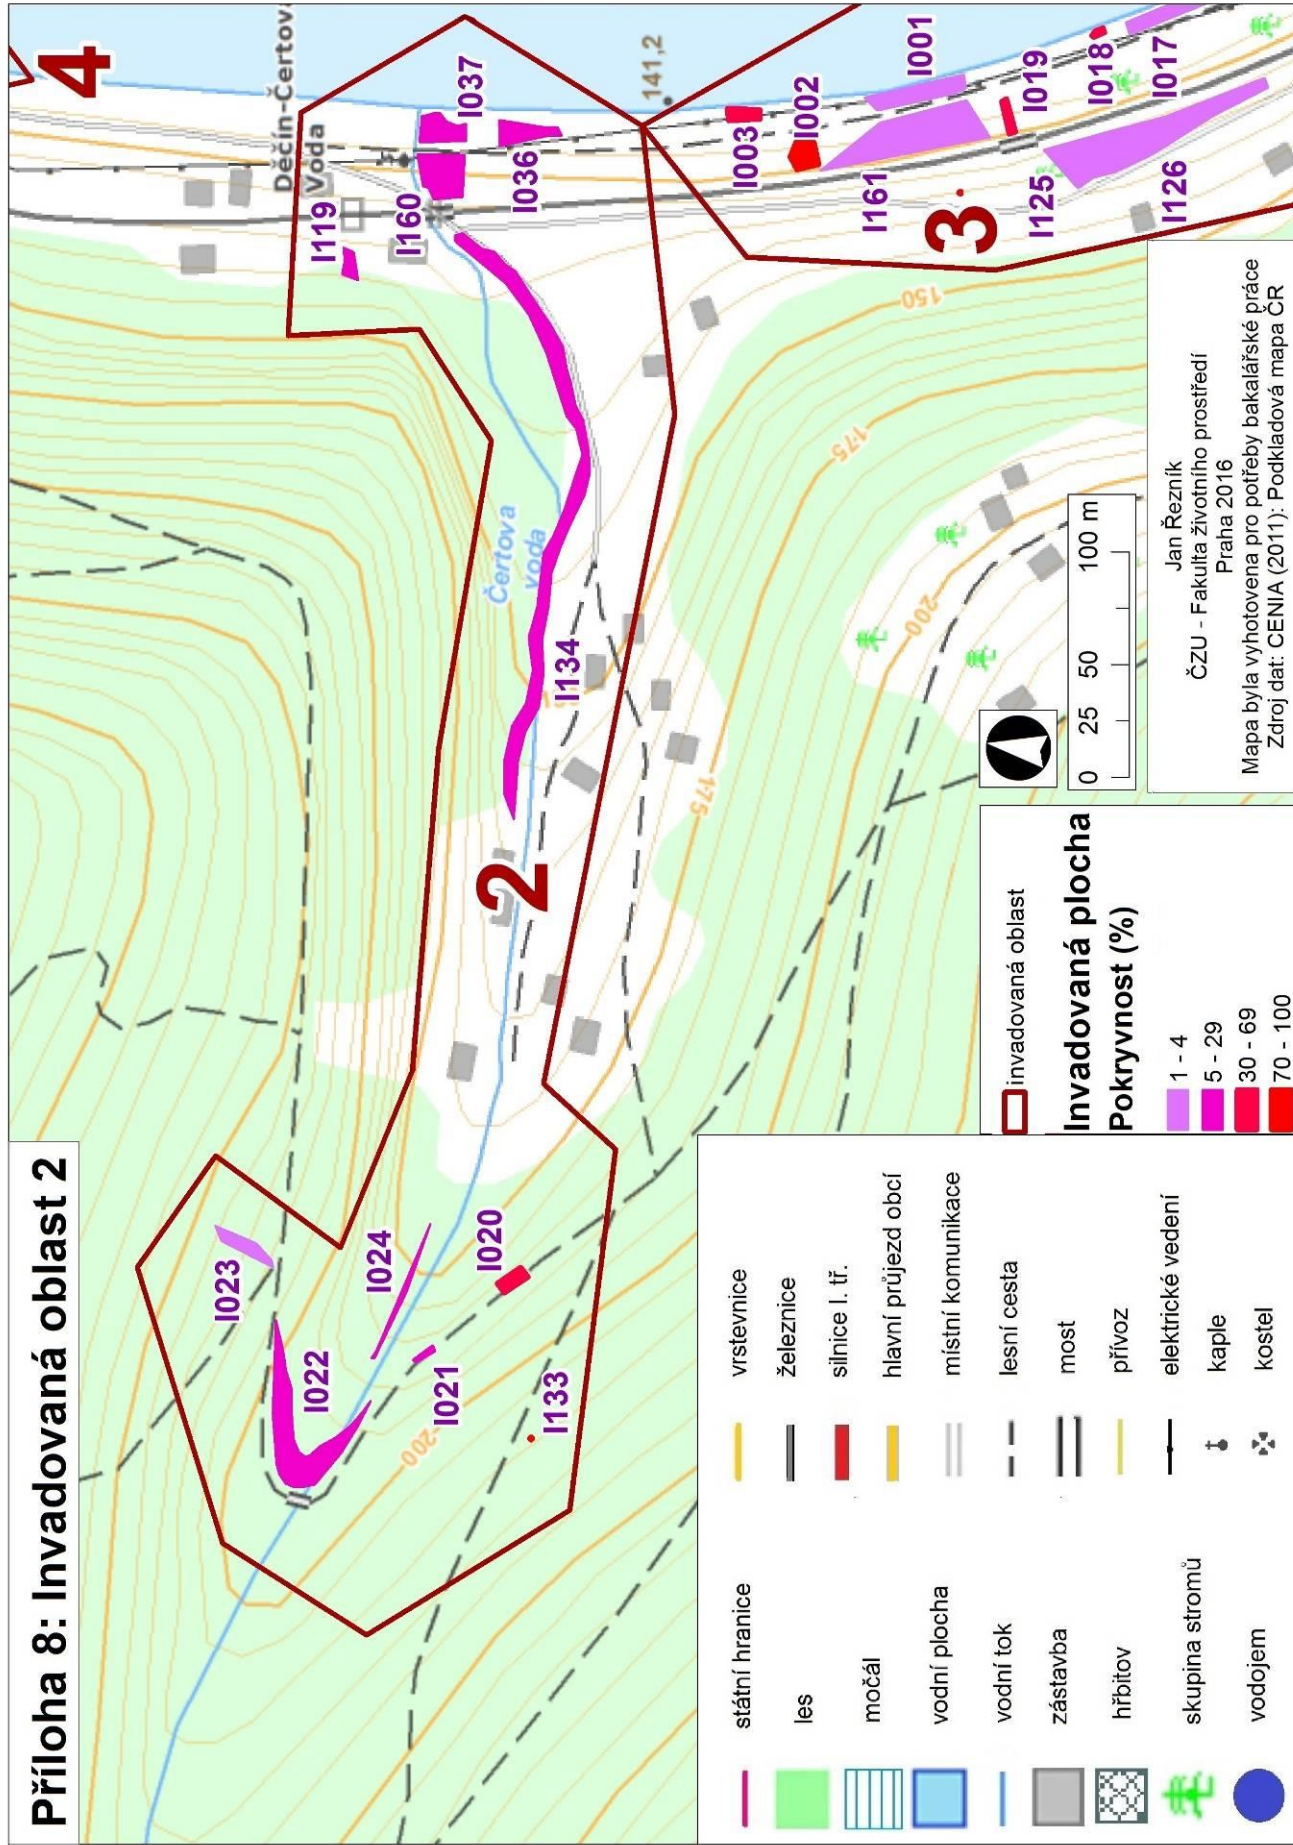 Příloha 8: Invadovaná oblast 2
4
Děčín-Čertova
Voda
I037
I036
I119
I160
141,2
I003
I002
I001
I161
I019
I018
I017
3
I125
I126
150
175
Čertova
voda
I134
2
175
200
I023
I022
I024
I020
I021
I133
200
státní hranice
les
močál
vodní plocha
vodní tok
zástavba
hřbitov
skupina stromů
vodojem
vrstevnice
železnice
silnice I. tř.
hlavní průjezd obcí
místní komunikace
lesní cesta
most
přívoz
elektrické vedení
kaple
kostel
invadovaná oblast
Invadovaná plocha
Pokryvnost (%)
1 - 4
5 - 29
30 - 69
70 - 100
0 25 50 100 m
Jan Řezník
ČZU - Fakulta životního prostředí
Praha 2016
Mapa byla vyhotovena pro potřeby bakalářské práce
Zdroj dat: CENIA (2011): Podkladová mapa ČR